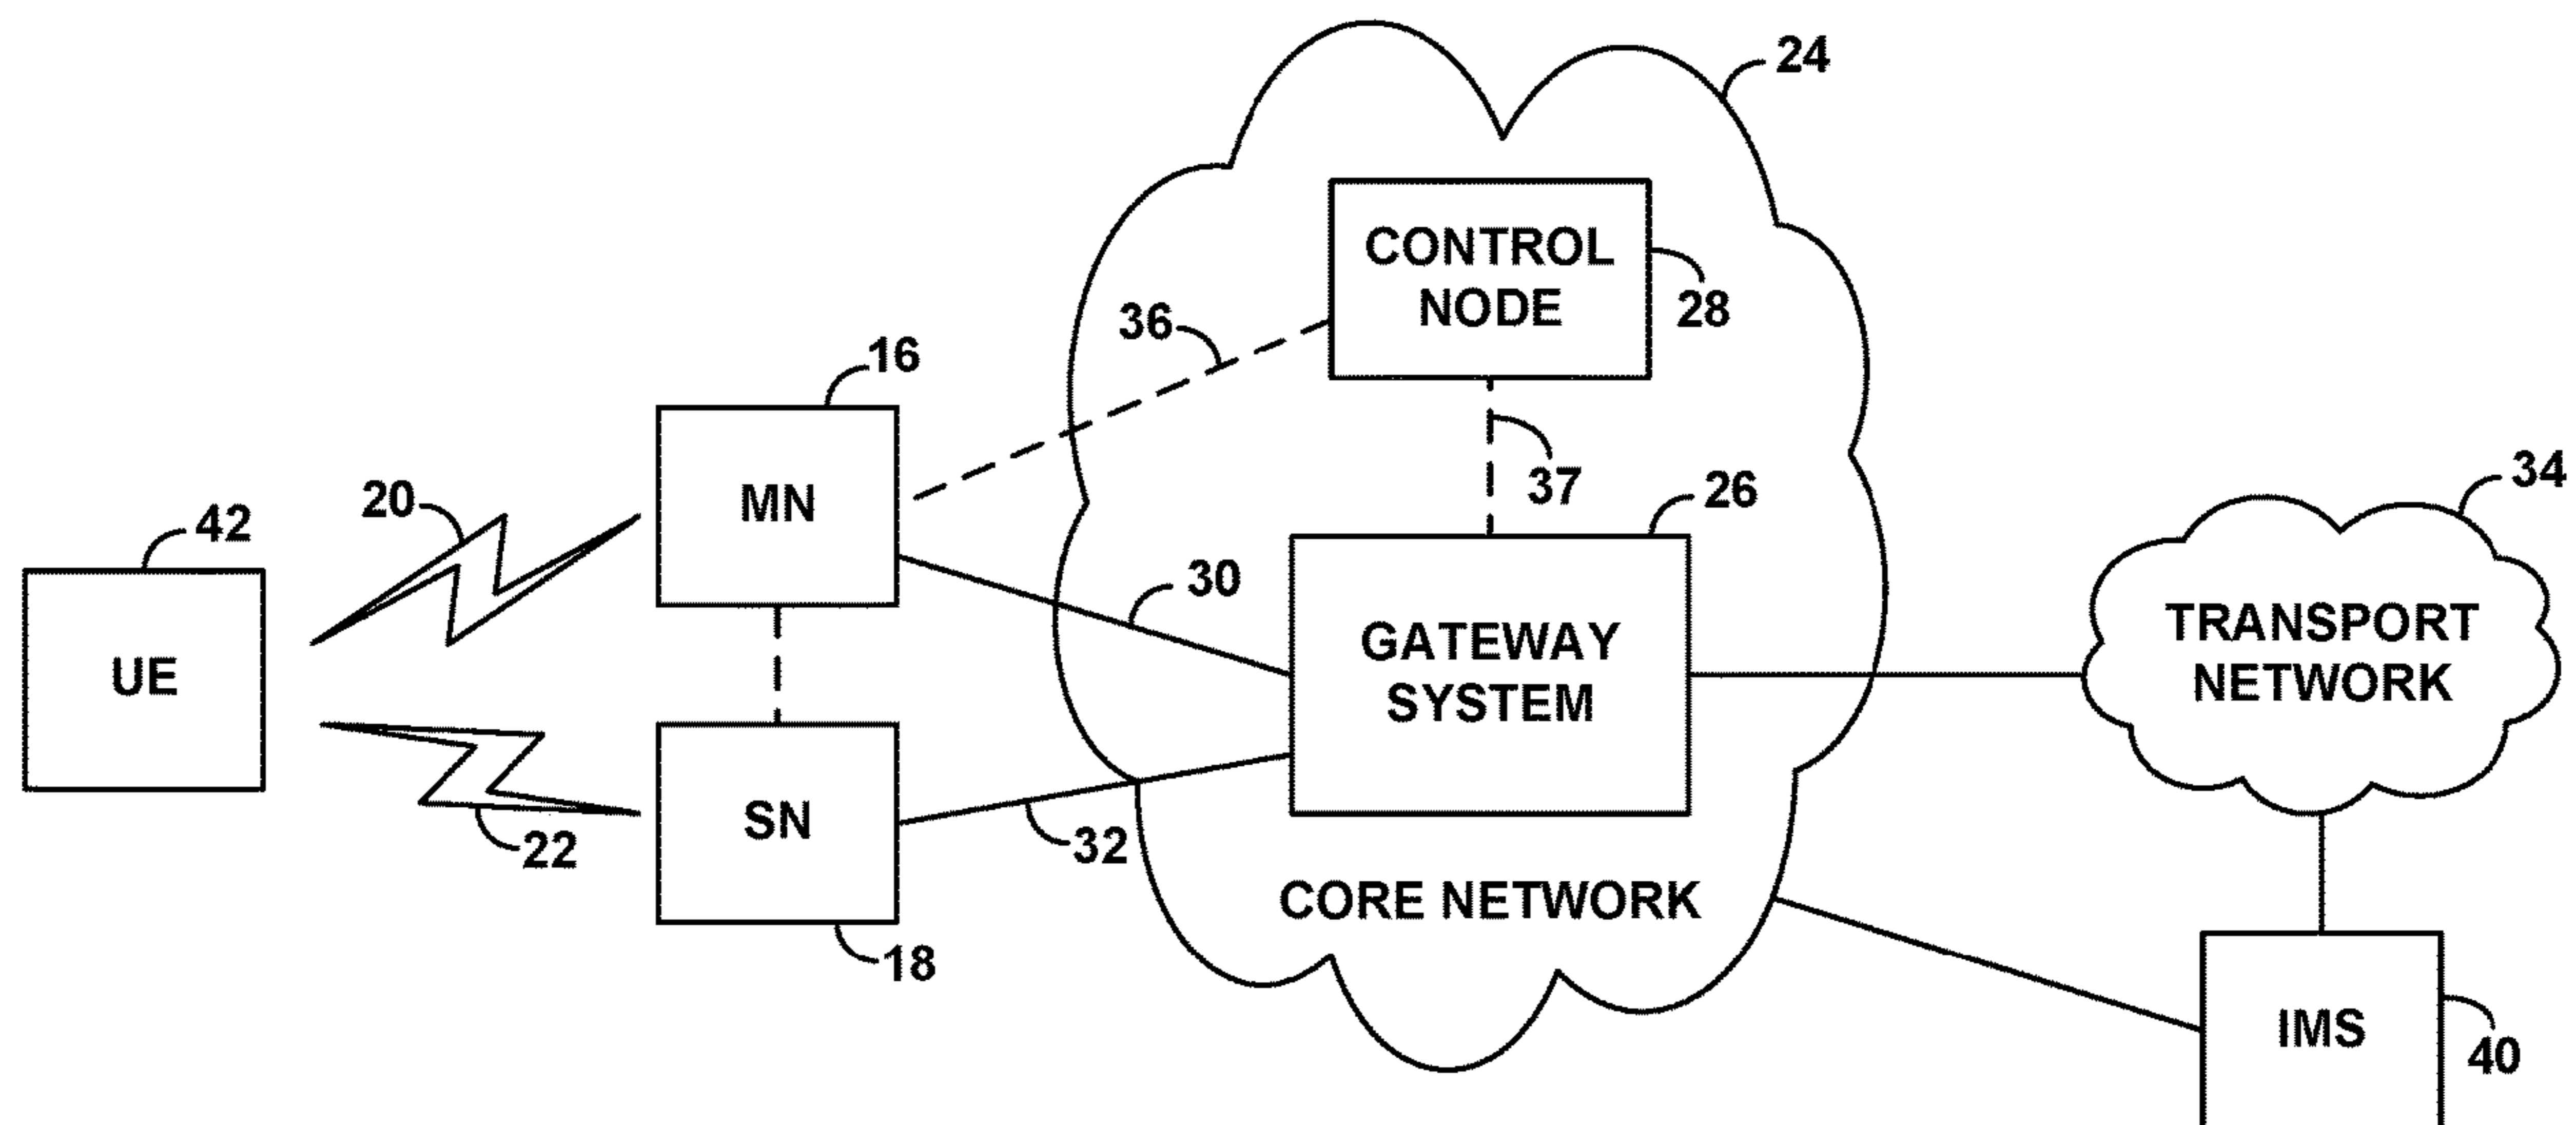 24
CONTROL
NODE
28
36
16
MN
37
34
20
26
42
30
TRANSPORT
NETWORK
GATEWAY
SYSTEM
UE
SN
22
32
CORE NETWORK
18
IMS
40